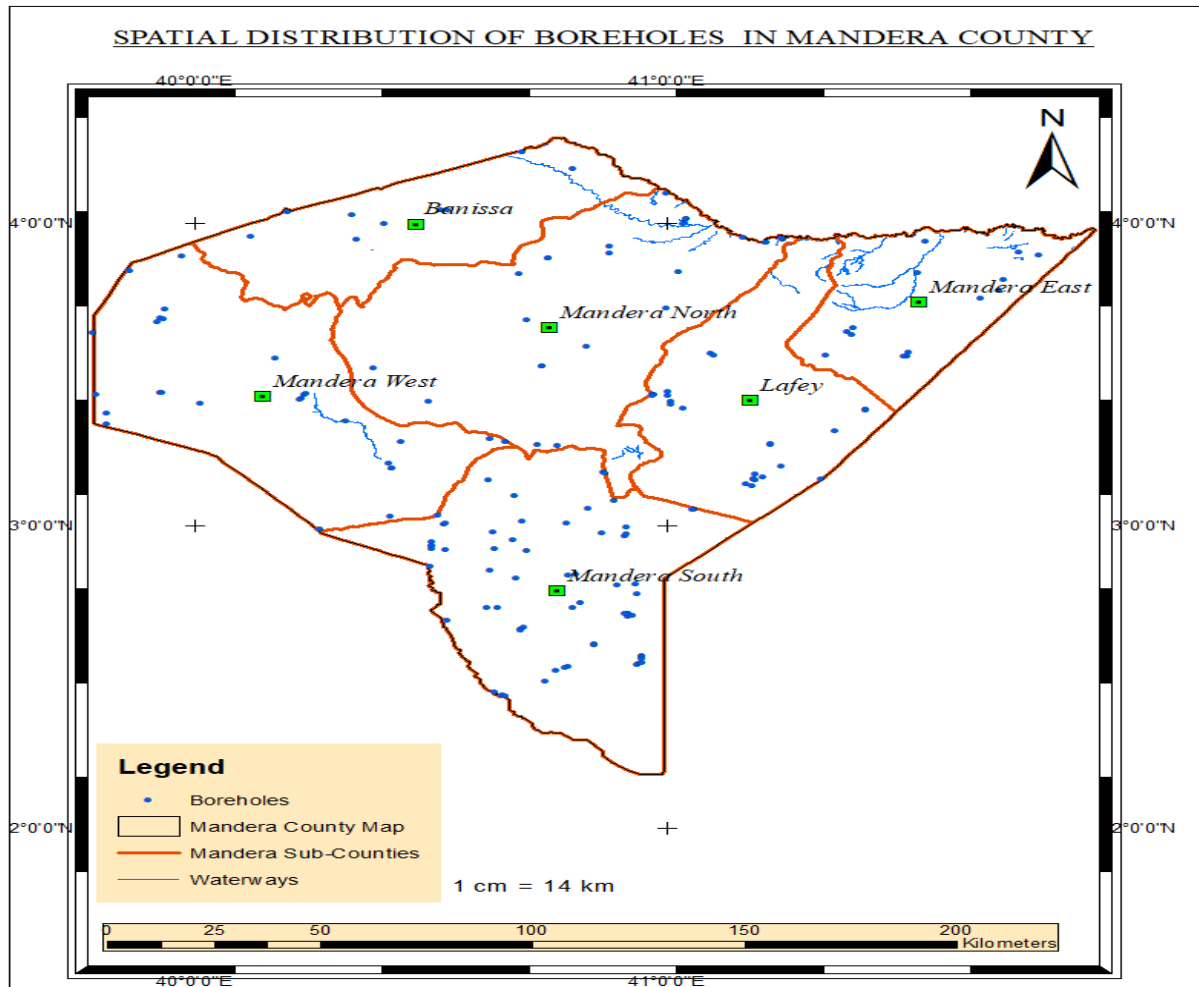 SPATIAL DISTRIBUTION OF BOREHOLES IN MANDERA COUNTY
40°0'0"E 41°0'0"E
N
4°0'0"N 4°0'0"N
Banissa
Mandera East
Mandera North
Mandera West
Lafey
3°0'0"N 3°0'0"N
Mandera South
2°0'0"N 2°0'0"N
Legend
Boreholes
Mandera County Map
Mandera Sub-Counties
Waterways
1 cm = 14 km
0 25 50 100 150 200
Kilometers
40°0'0"E 41°0'0"E